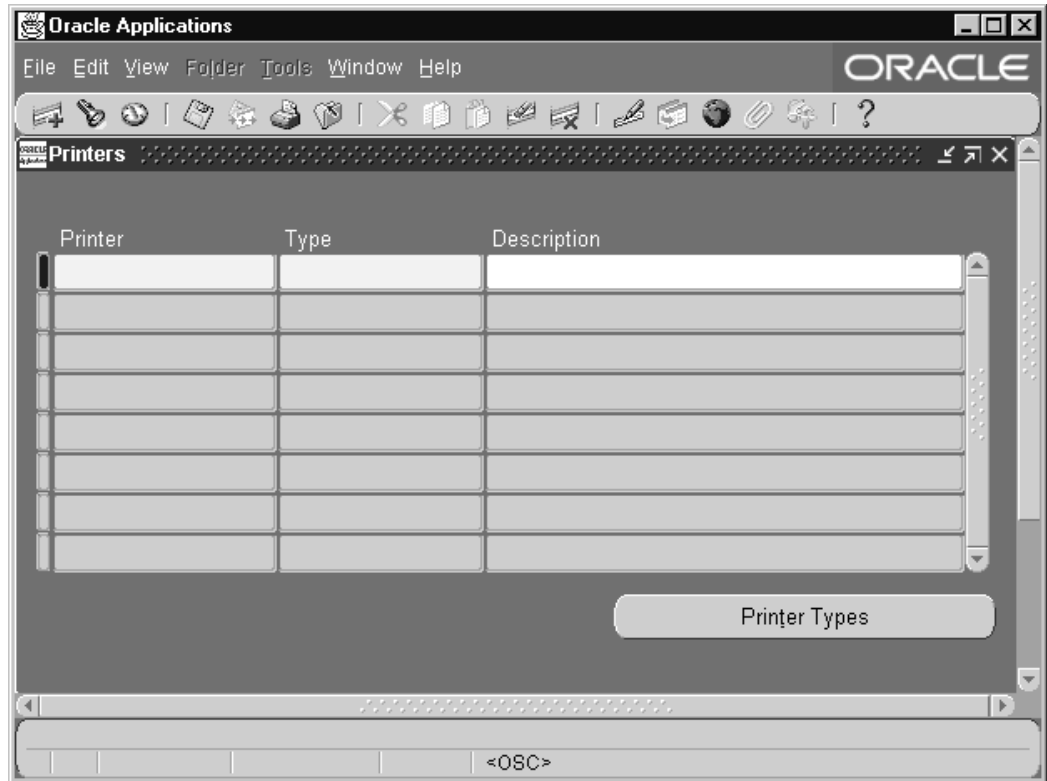 Oracle Applications
File Edit View Folder Tools Window Help
ORACLE
?
Printers
Printer Type Description
Printer Types
<OSC>